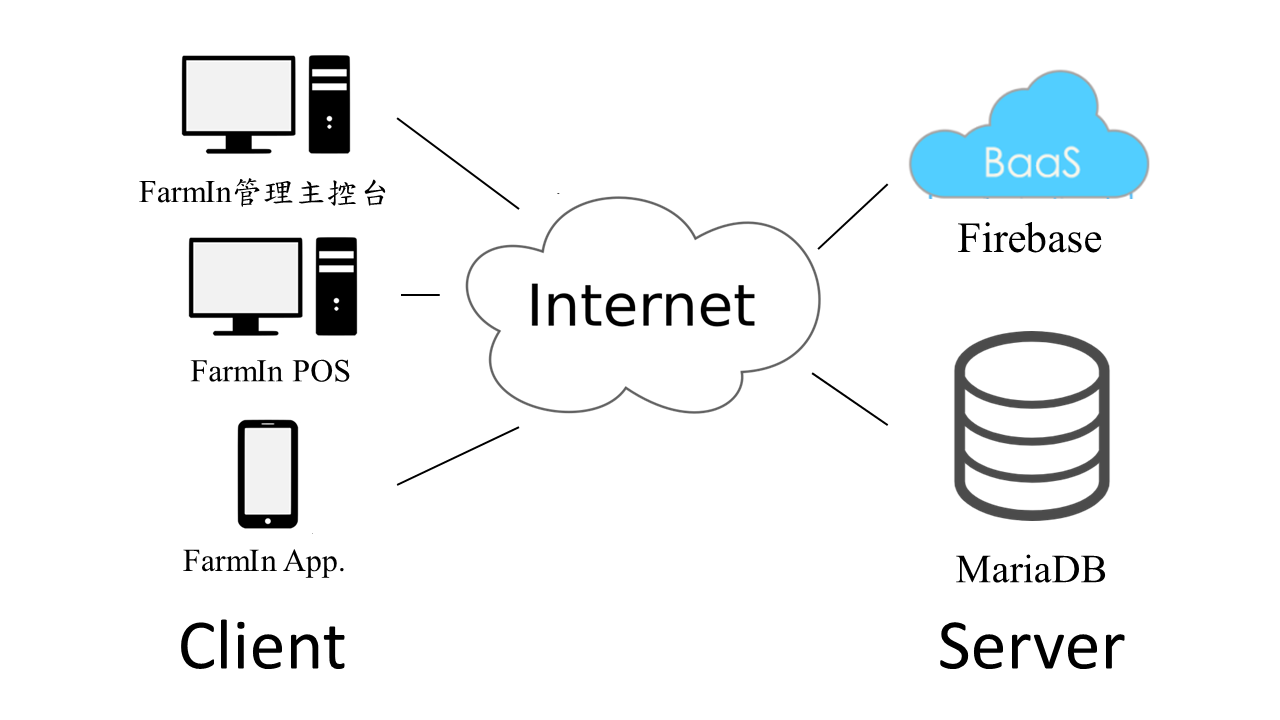 FarmIn管理主控台
FarmIn POS
FarmIn App.
Client
Internet
BaaS
Firebase
MariaDB
Server